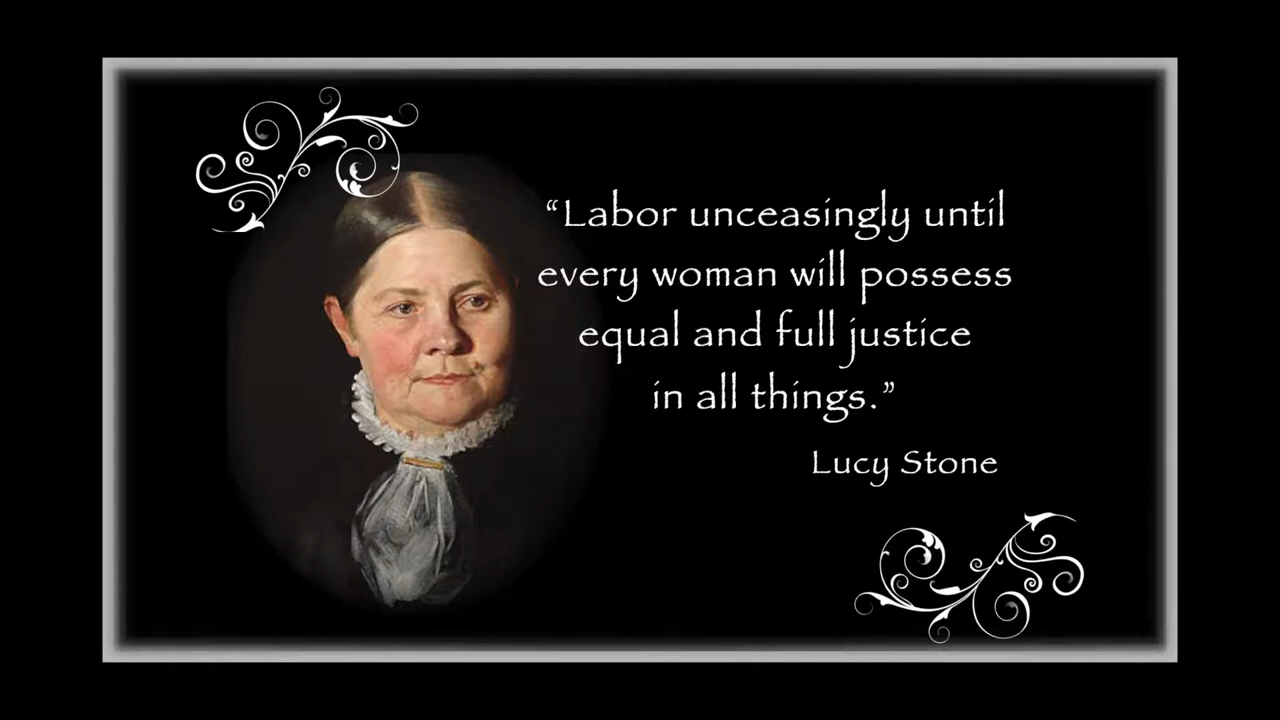 “Labor unceasingly until
every woman will possess
equal and full justice
in all things.”
Lucy Stone